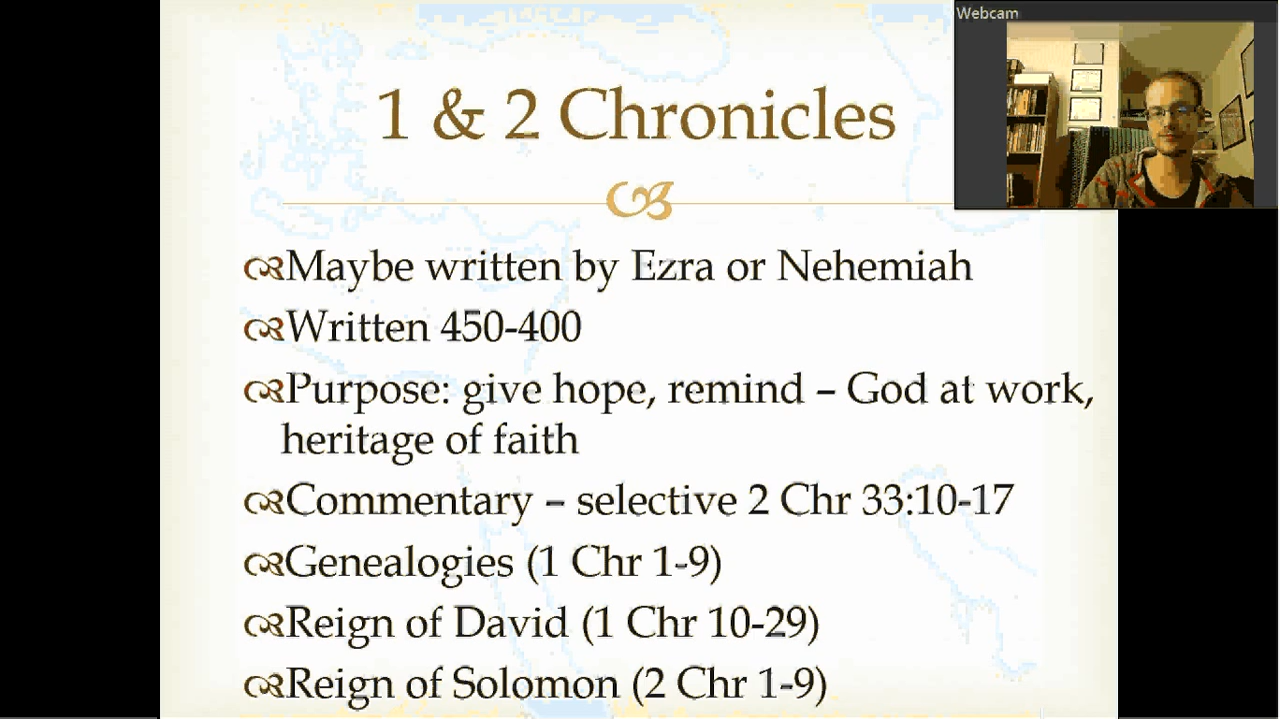 Webcam
1 & 2 Chronicles
Maybe written by Ezra or Nehemiah
Written 450-400
Purpose: give hope, remind – God at work,
heritage of faith
Commentary – selective 2 Chr 33:10-17
Genealogies (1 Chr 1-9)
Reign of David (1 Chr 10-29)
Reign of Solomon (2 Chr 1-9)